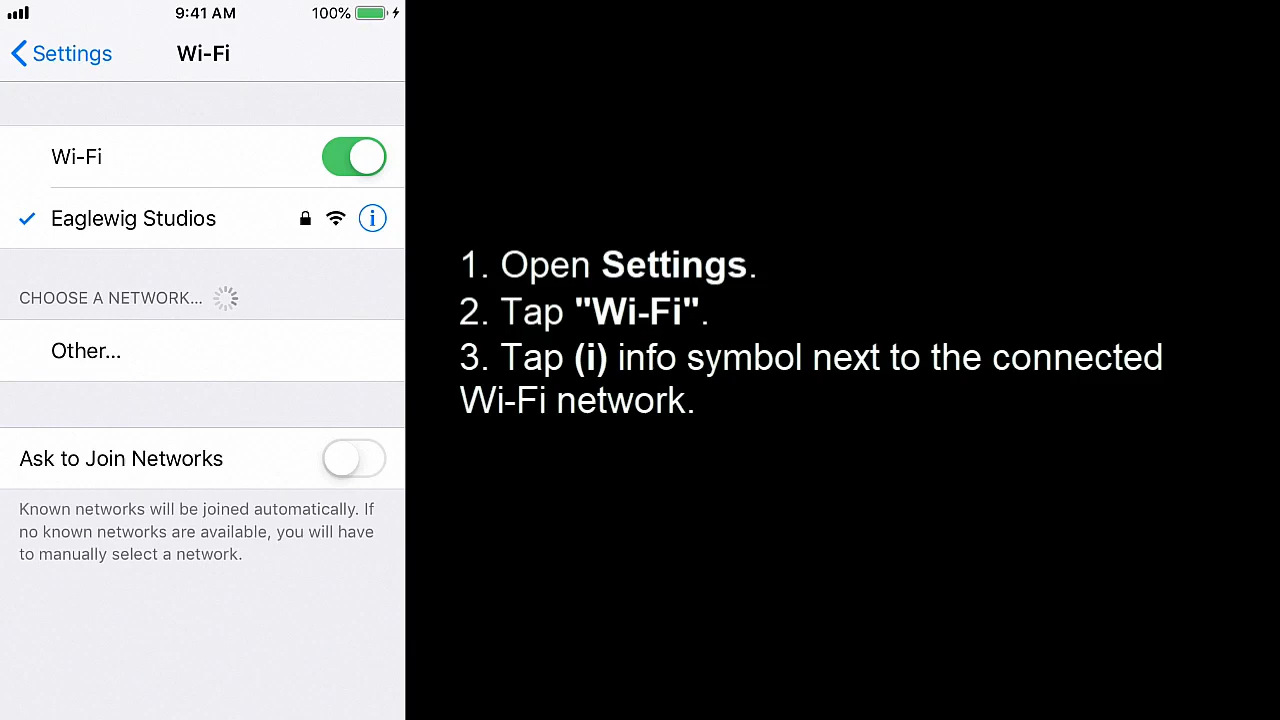 9:41 AM
100%
Settings
Wi-Fi
Wi-Fi
Eaglewig Studios
CHOOSE A NETWORK...
Other...
Ask to Join Networks
Known networks will be joined automatically. If
no known networks are available, you will have
to manually select a network.
1. Open Settings.
2. Tap "Wi-Fi".
3. Tap (i) info symbol next to the connected
Wi-Fi network.